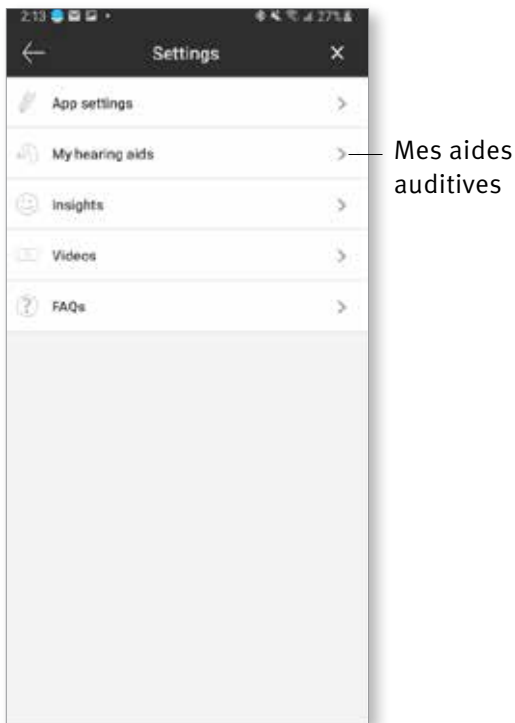 2:13
27%
Settings
App settings
My hearing aids
Mes aides
auditives
Insights
Videos
FAQs